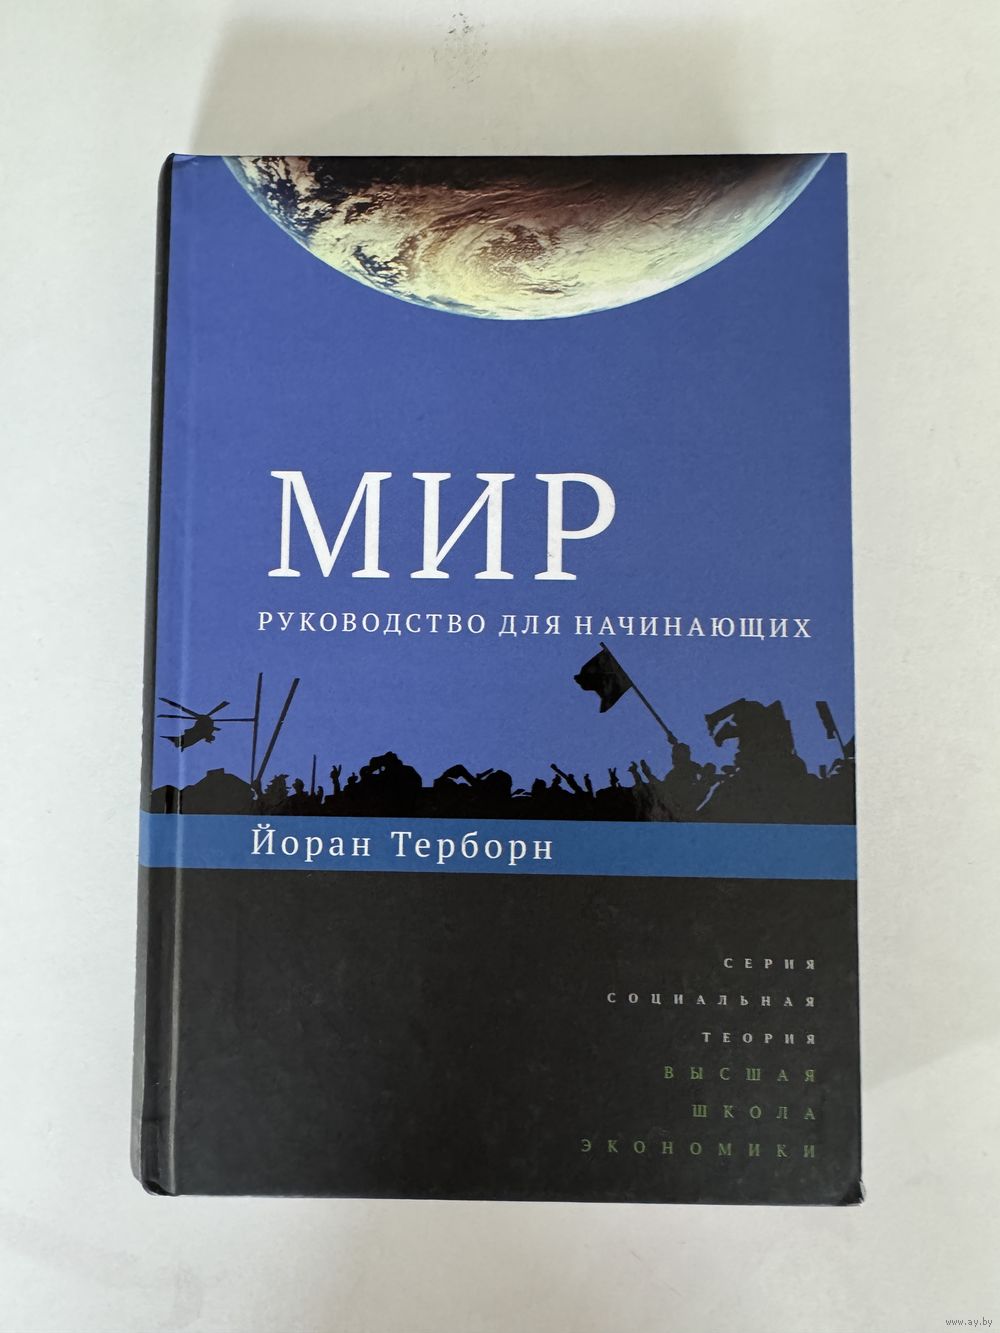 МИР
РУКОВОДСТВО ДЛЯ НАЧИНАЮЩИХ
Йоран Терборн
СЕРИЯ
СОЦИАЛЬНАЯ
ТЕОРИЯ
ВЫСШАЯ
ШКОЛА
ЭКОНОМИКИ
www.ay.by